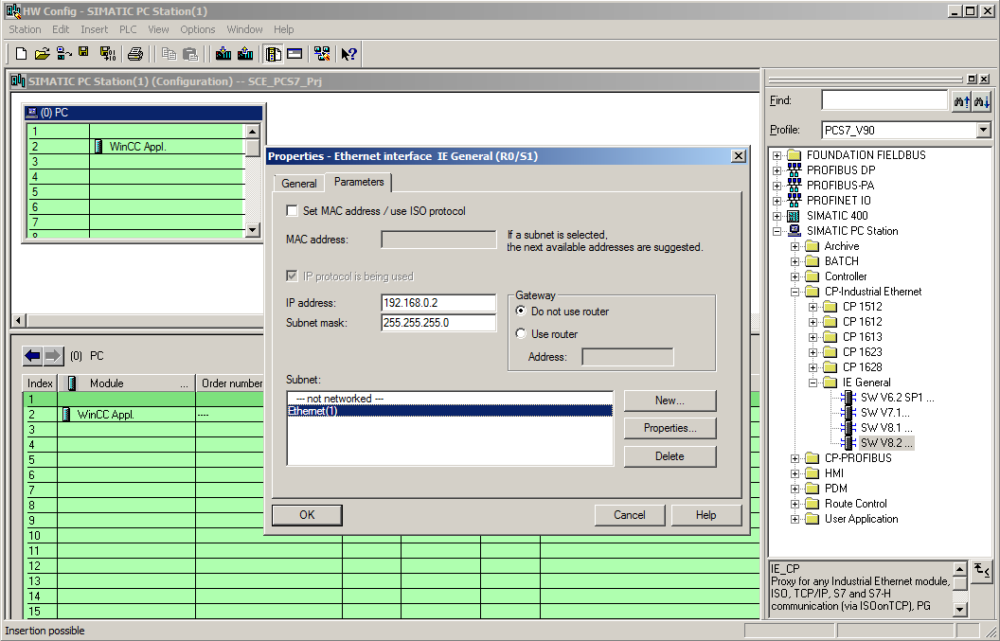 HW Config - SIMATIC PC Station(1)
Station Edit Insert PLC View Options Window Help
SIMATIC PC Station(1) (Configuration) -- SCE_PCS7_Prj
(0) PC
1
2 WinCC Appl.
3
4
5
6
7
8
(0) PC
Index Module ... Order number
1
2 WinCC Appl. ----
3
4
5
6
7
8
9
10
11
12
13
14
15
Properties - Ethernet interface IE General (R0/S1)
General Parameters
Set MAC address / use ISO protocol
MAC address:
If a subnet is selected,
the next available addresses are suggested.
IP protocol is being used
IP address: 192.168.0.2
Subnet mask: 255.255.255.0
Gateway
Do not use router
Use router
Address:
Subnet:
--- not networked ---
Ethernet(1)
New...
Properties...
Delete
OK Cancel Help
Find:
Profile: PCS7_V90
FOUNDATION FIELDBUS
PROFIBUS DP
PROFIBUS-PA
PROFINET IO
SIMATIC 400
SIMATIC PC Station
Archive
BATCH
Controller
CP-Industrial Ethernet
CP 1512
CP 1612
CP 1613
CP 1623
CP 1628
IE General
SW V6.2 SP1 ...
SW V7.1...
SW V8.1 ...
SW V8.2 ...
CP-PROFIBUS
HMI
PDM
Route Control
User Application
IE_CP
Proxy for any Industrial Ethernet module,
ISO, TCP/IP, S7 and S7-H
communication (via ISOonTCP), PG
Insertion possible